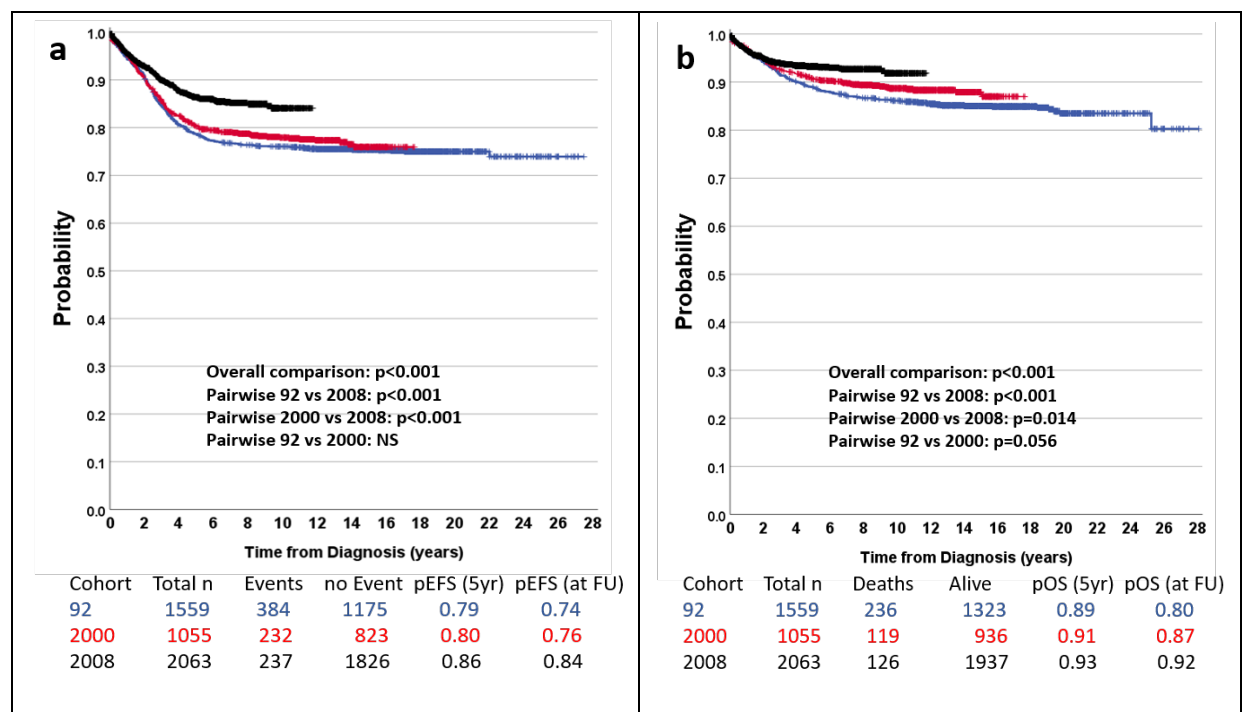 a
1.0
0.9
0.8
0.7
0.6
0.5
0.4
0.3
0.2
0.1
0.0
Probability
Overall comparison: p<0.001
Pairwise 92 vs 2008: p<0.001
Pairwise 2000 vs 2008: p<0.001
Pairwise 92 vs 2000: NS
0 2 4 6 8 10 12 14 16 18 20 22 24 26 28
Time from Diagnosis (years)
Cohort Total n Events no Event pEFS (5yr) pEFS (at FU)
92 1559 384 1175 0.79 0.74
2000 1055 232 823 0.80 0.76
2008 2063 237 1826 0.86 0.84
b
1.0
0.9
0.8
0.7
0.6
0.5
0.4
0.3
0.2
0.1
0.0
Probability
Overall comparison: p<0.001
Pairwise 92 vs 2008: p<0.001
Pairwise 2000 vs 2008: p=0.014
Pairwise 92 vs 2000: p=0.056
0 2 4 6 8 10 12 14 16 18 20 22 24 26 28
Time from Diagnosis (years)
Cohort Total n Deaths Alive pOS (5yr) pOS (at FU)
92 1559 236 1323 0.89 0.80
2000 1055 119 936 0.91 0.87
2008 2063 126 1937 0.93 0.92